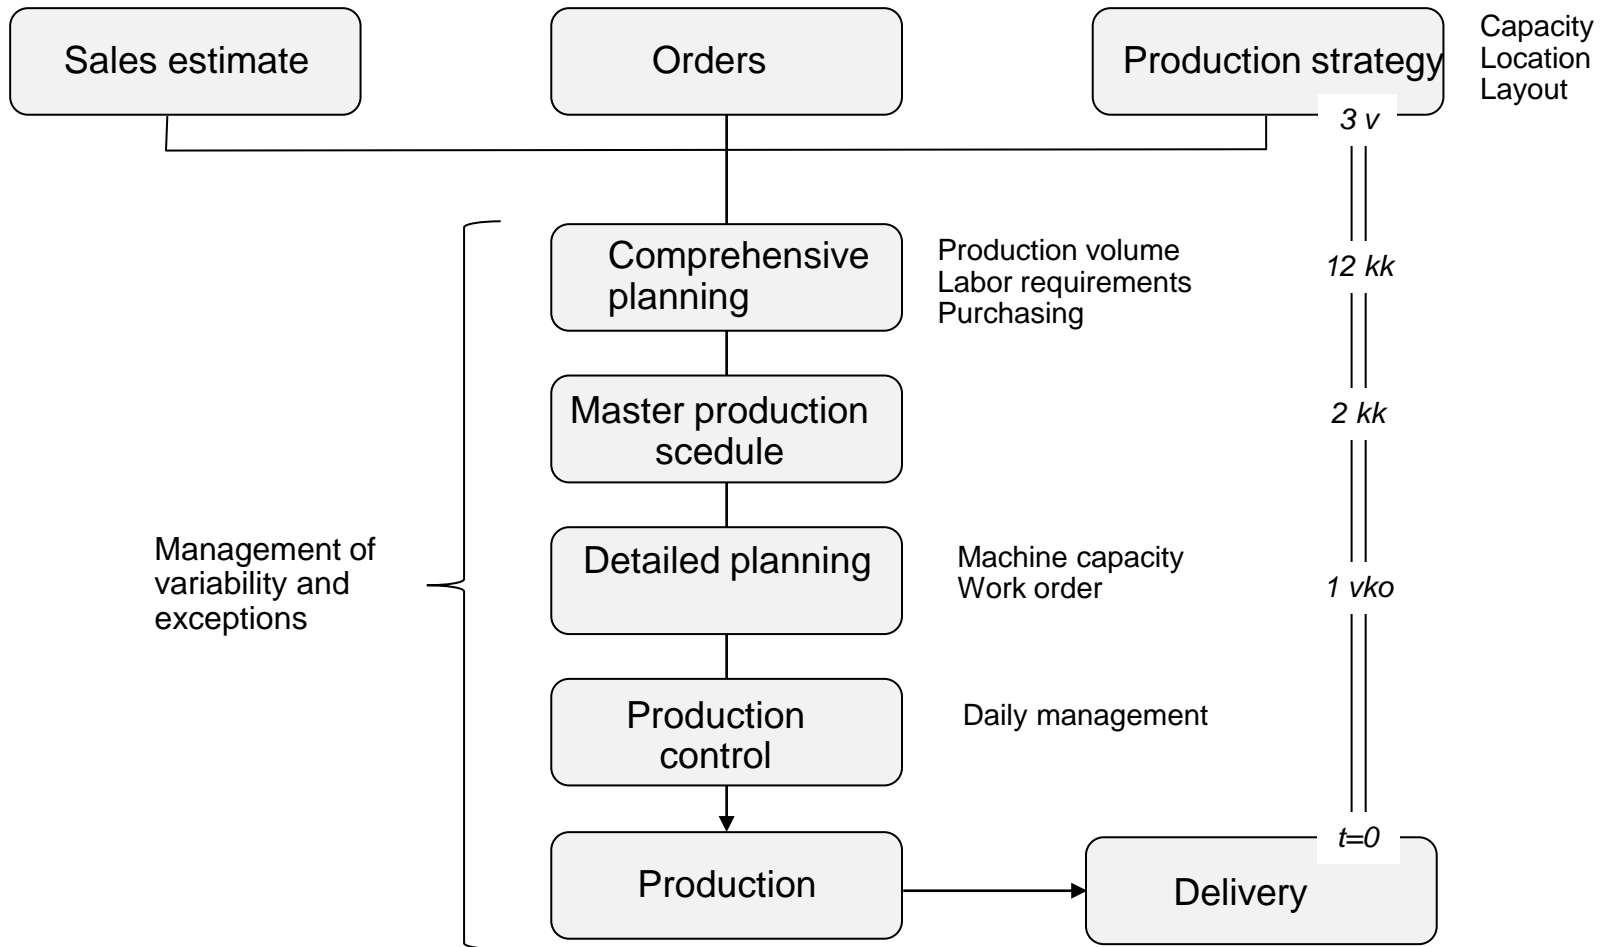 Sales estimate
Orders
Production strategy
Capacity
Location
Layout
3 v
Comprehensive
planning
Production volume
Labor requirements
Purchasing
12 kk
Master production
scedule
2 kk
Management of
variability and
exceptions
Detailed planning
Machine capacity
Work order
1 vko
Production
control
Daily management
t=0
Production
Delivery